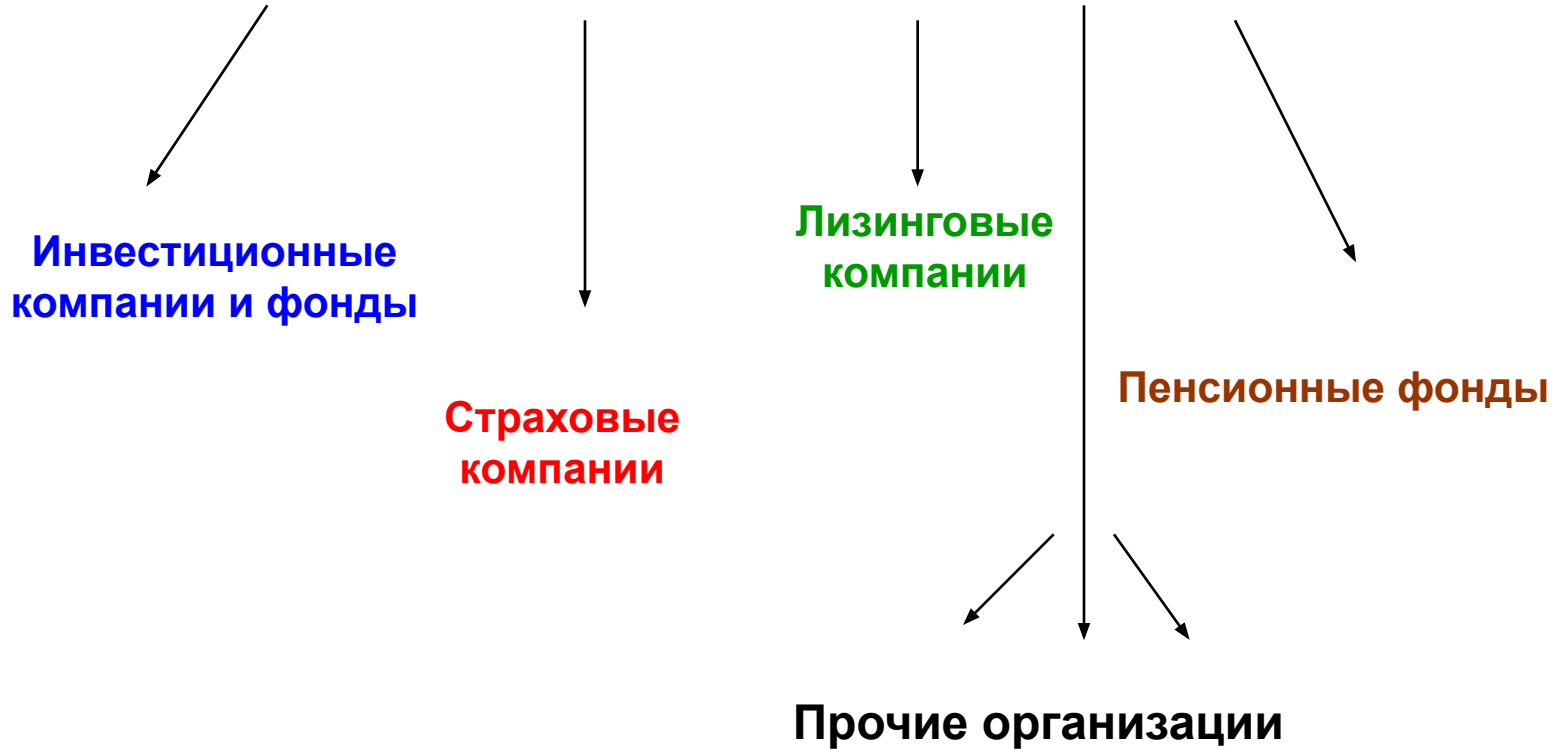 Инвестиционные
компании и фонды
Страховые
компании
Лизинговые
компании
Пенсионные фонды
Прочие организации